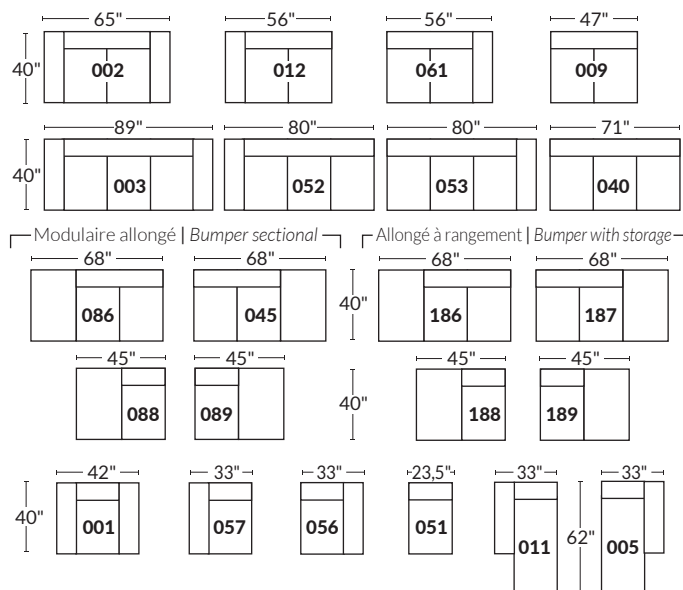 65" 56" 56" 47"
40" 002 012 061 009
89" 80" 80" 71"
40" 003 052 053 040
Modulaire allongé | Bumper sectional Allongé à rangement | Bumper with storage
68" 68" 68" 68"
086 045 40" 186 187
45" 45" 45" 45"
088 089 40" 188 189
42" 33" 33" 23,5" 33" 33"
40" 001 057 056 051 011 62" 005